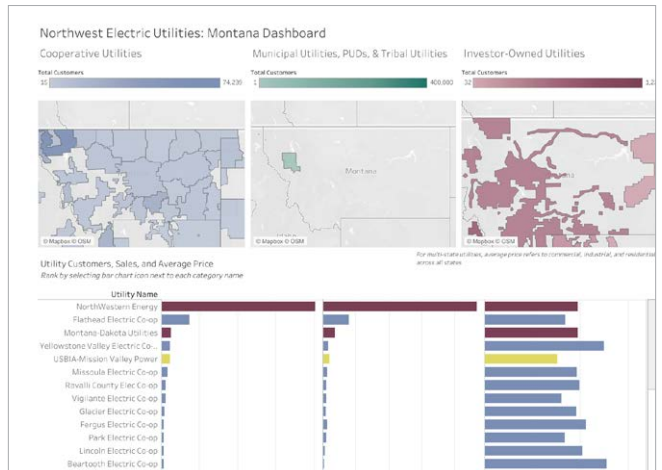 Northwest Electric Utilities: Montana Dashboard
Cooperative Utilities
Municipal Utilities, PUDs, & Tribal Utilities
Investor-Owned Utilities
Total Customers
Total Customers
Total Customers
74,235
1
400,000
32
Montana
© Mapbox © OSM
© Mapbox © OSM
© Mapbox © OSM
Utility Customers, Sales, and Average Price
Rank by selecting bar chart icon next to each category name
For multi-state utilities, average price refers to commercial, industrial, and residential
across all states
Utility Name
NorthWestern Energy
Flathead Electric Co-op
Montana-Dakota Utilities
Yellowstone Valley Electric Co...
USBIA-Mission Valley Power
Missoula Electric Co-op
Ravalli County Elec Co-op
Vigilante Electric Co-op
Glacier Electric Co-op
Fergus Electric Co-op
Park Electric Co-op
Lincoln Electric Co-op
Beartooth Electric Co-op